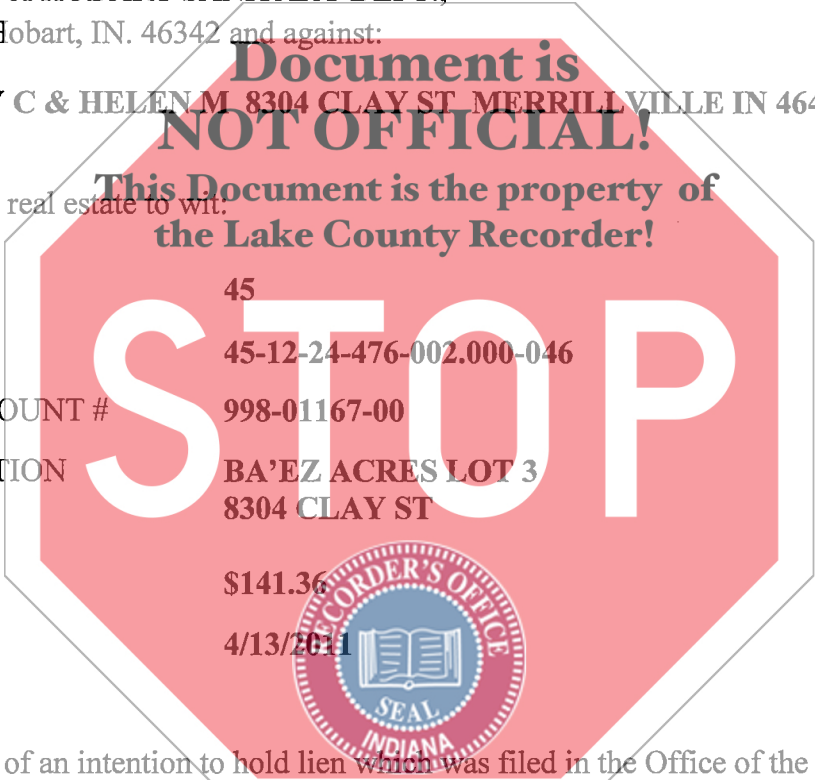 Hobart, IN. 46342 and against:
Document is
C & HELEN M 8304 CLAY ST MERRILLVILLE IN 464
NOT OFFICIAL!
This Document is the property of
real estate to wit:
the Lake County Recorder!
45
STOP
45-12-24-476-002.000-046
OUNT # 998-01167-00
TION BA'EZ ACRES LOT 3
8304 CLAY ST
$141.36
4/13/2011
RECORDER'S OFFICE
SEAL
INDIANA
of an intention to hold lien which was filed in the Office of the